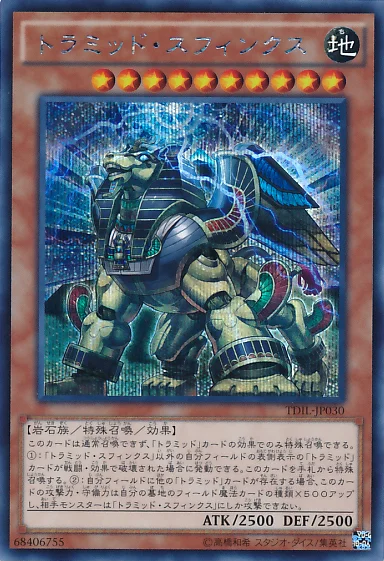 トラミッド・スフィンクス
地
TDIL-JP030
【岩石族／特殊召喚／効果】
このカードは通常召喚できず、「トラミッド」カードの効果でのみ特殊召喚できる。
①：「トラミッド・スフィンクス」以外の自分フィールドの表側表示の「トラミッド」
カードが戦闘・効果で破壊された場合に発動できる。このカードを手札から特殊
召喚する。②：自分フィールドに他の「トラミッド」カードが存在する場合、このカー
ドの攻撃力・守備力は自分の墓地のフィールド魔法カードの種類×５００アップ
し、相手モンスターは「トラミッド・スフィンクス」にしか攻撃できない。
ATK/2500 DEF/2500
68406755
©高橋和希 スタジオ・ダイス/集英社